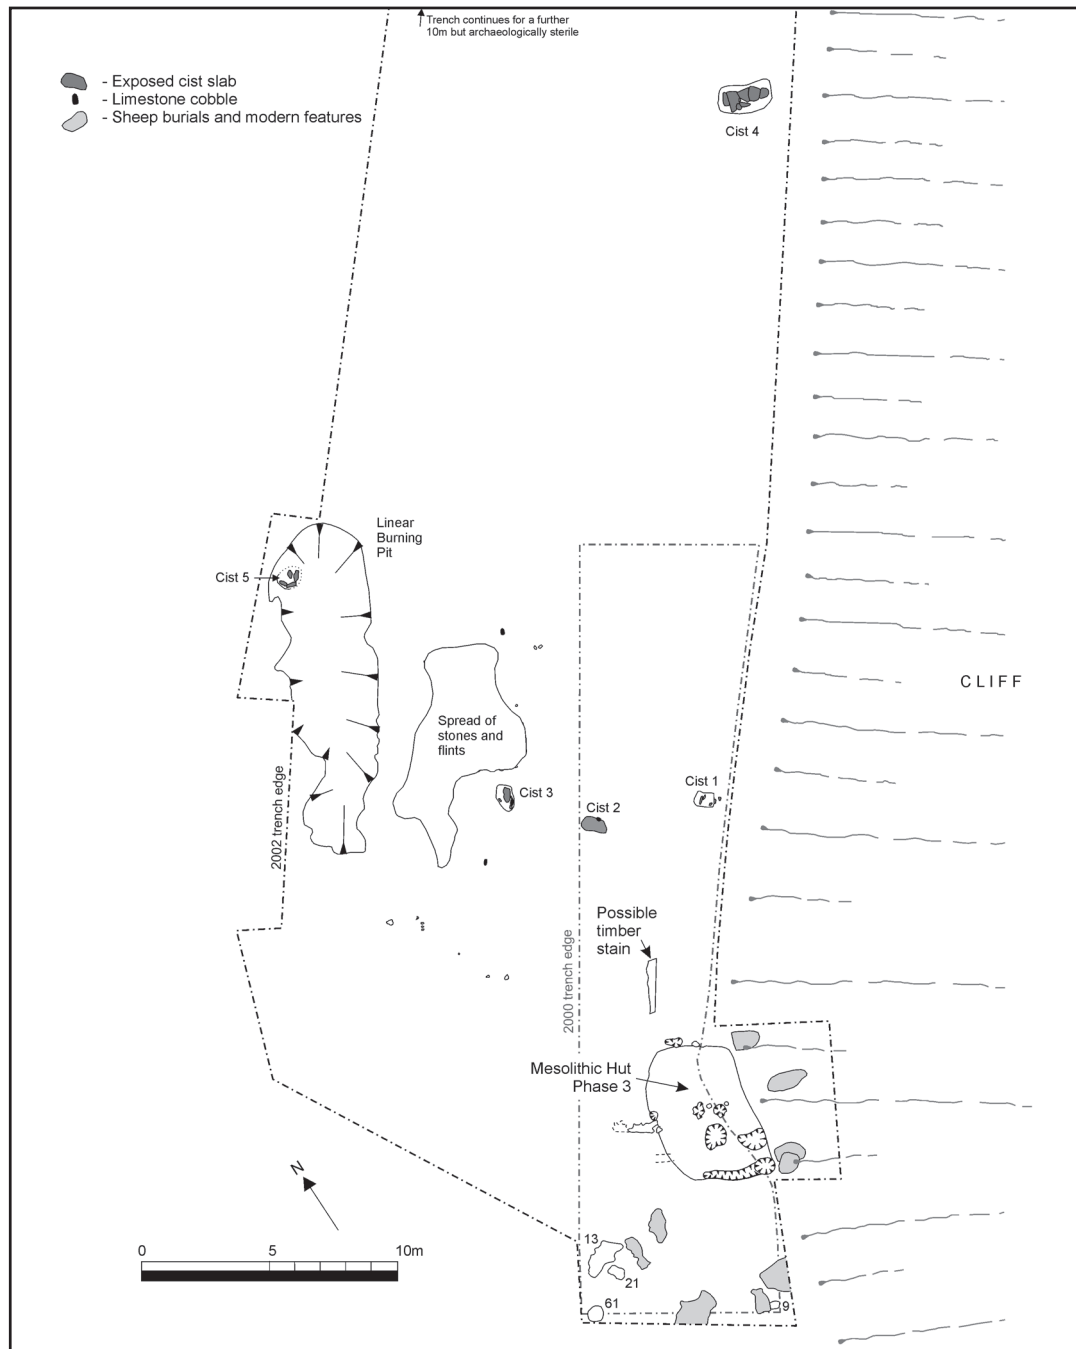 Trench continues for a further
10m but archaeologically sterile
- Exposed cist slab
- Limestone cobble
- Sheep burials and modern features
Cist 4
Linear
Burning
Pit
Cist 5
CLIFF
Spread of
stones and
flints
Cist 1
Cist 3
Cist 2
2002 trench edge
Possible
timber
stain
2000 trench edge
Mesolithic Hut
Phase 3
N
13
21
61
9
0 5 10m